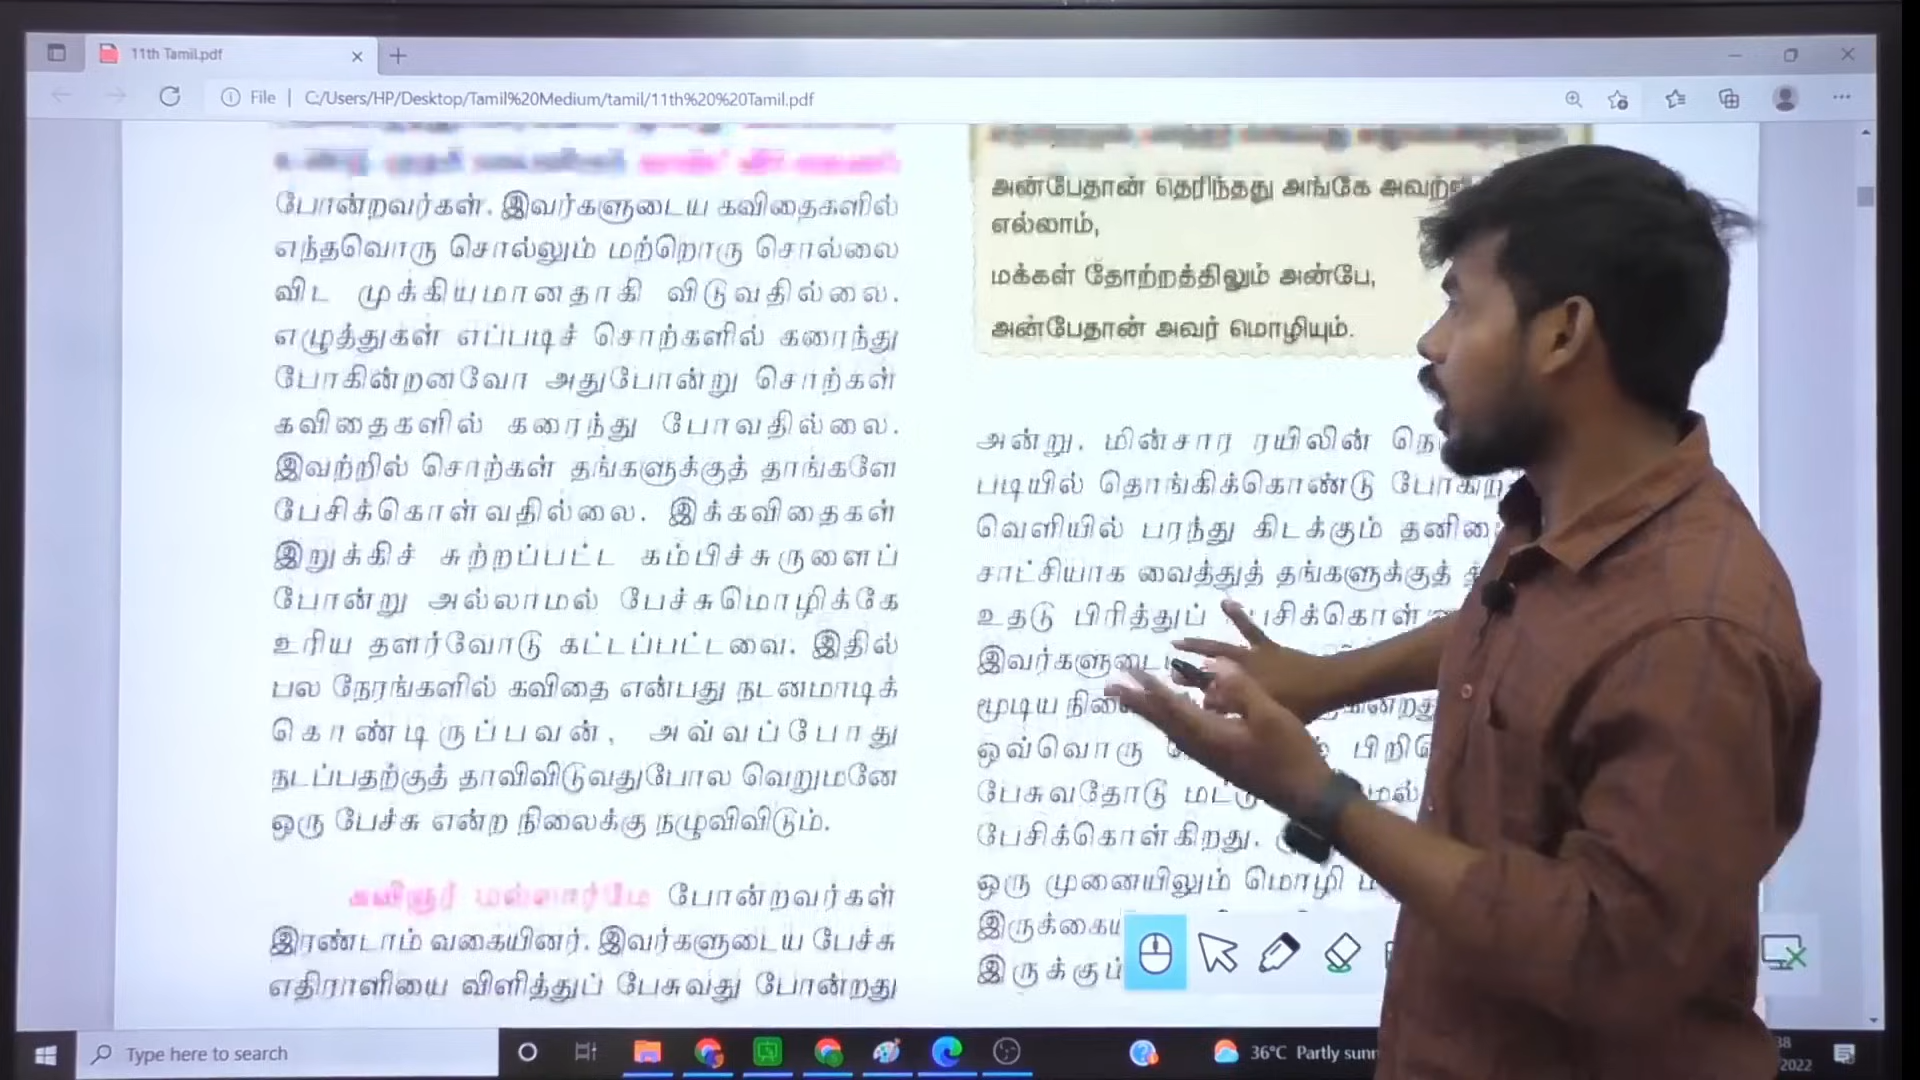 11th Tamil.pdf
File | C:/Users/HP/Desktop/Tamil%20Medium/tamil/11th%20%20Tamil.pdf
போன்றவர்கள். இவர்களுடைய கவிதைகளில்
எந்தவொரு சொல்லும் மற்றொரு சொல்லை
விட முக்கியமானதாகி விடுவதில்லை.
எழுத்துகள் எப்படிச் சொற்களில் கரைந்து
போகின்றனவோ அதுபோன்று சொற்கள்
கவிதைகளில் கரைந்து போவதில்லை.
இவற்றில் சொற்கள் தங்களுக்குத் தாங்களே
பேசிக்கொள்வதில்லை. இக்கவிதைகள்
இறுக்கிச் சுற்றப்பட்ட கம்பிச்சுருளைப்
போன்று அல்லாமல் பேச்சுமொழிக்கே
உரிய தளர்வோடு கட்டப்பட்டவை. இதில்
பல நேரங்களில் கவிதை என்பது நடனமாடிக்
கொண்டிருப்பவன், அவ்வப்போது
நடப்பதற்குத் தாவிவிடுவதுபோல வெறுமனே
ஒரு பேச்சு என்ற நிலைக்கு நழுவிவிடும்.
கவிஞர் மல்லார்மே போன்றவர்கள்
இரண்டாம் வகையினர். இவர்களுடைய பேச்சு
எதிராளியை விளித்துப் பேசுவது போன்றது
அன்பேதான் தெரிந்தது அங்கே
எல்லாம்,
மக்கள் தோற்றத்திலும் அன்பே,
அன்பேதான் அவர் மொழியும்.
அன்று. மின்சார ரயிலின்
படியில் தொங்கிக்கொண்டு
வெளியில் பரந்து கிடக்கும்
சாட்சியாக வைத்துத் தங்களுக்குத்
உதடு பிரித்துப்
மூடிய
ஒவ்வொரு
பேசுவதோடு
பேசிக்கொள்கிறது.
ஒரு முனையிலும் மொழி
Type here to search
36°C Partly sunn
38
2022